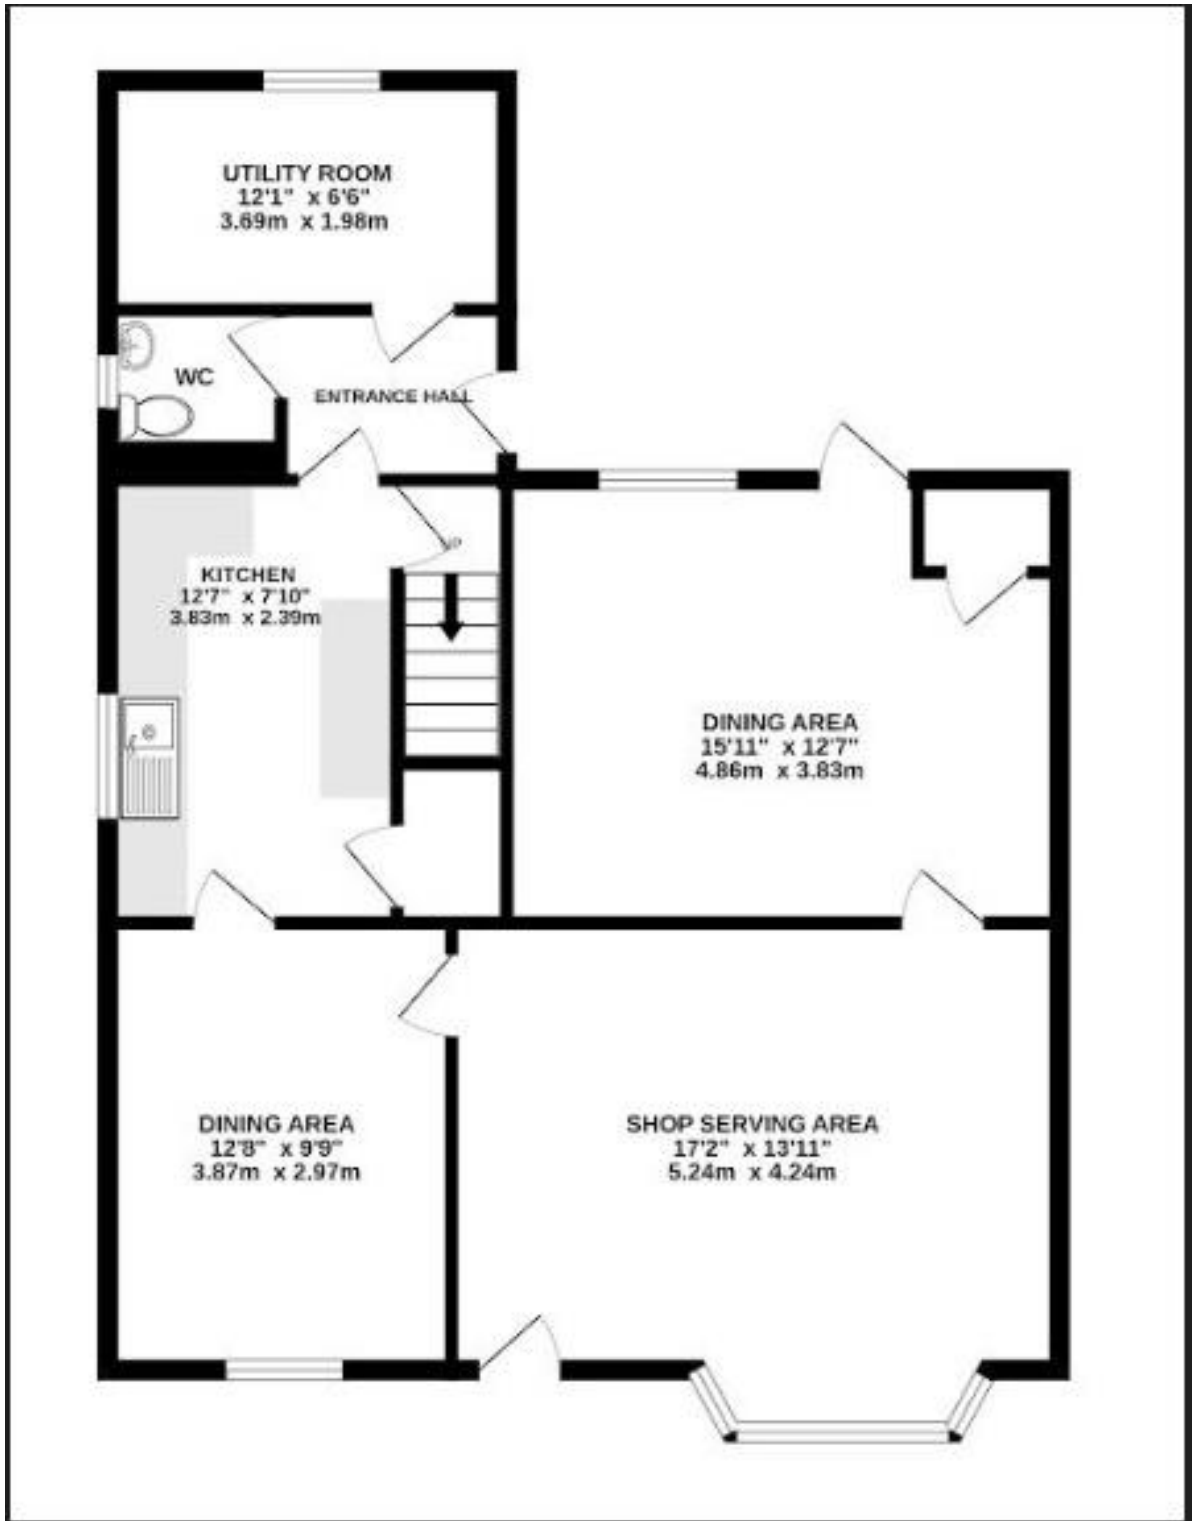 UTILITY ROOM
12'1" x 6'6"
3.69m x 1.98m
WC
ENTRANCE HALL
KITCHEN
12'7" x 7'10"
3.83m x 2.39m
UP
DINING AREA
15'11" x 12'7"
4.86m x 3.83m
DINING AREA
12'8" x 9'9"
3.87m x 2.97m
SHOP SERVING AREA
17'2" x 13'11"
5.24m x 4.24m